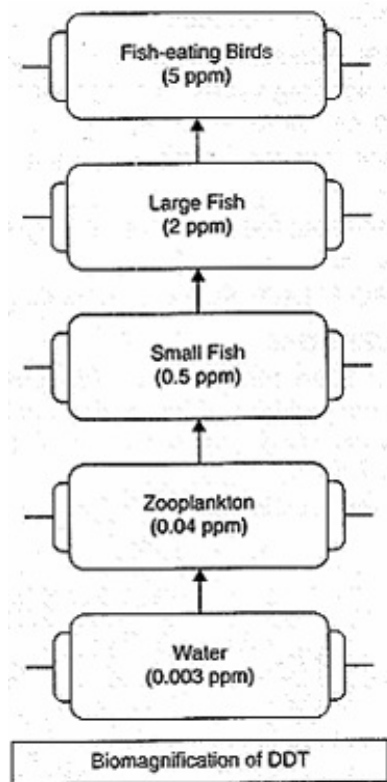 Fish-eating Birds
(5 ppm)
Large Fish
(2 ppm)
Small Fish
(0.5 ppm)
Zooplankton
(0.04 ppm)
Water
(0.003 ppm)
Biomagnification of DDT